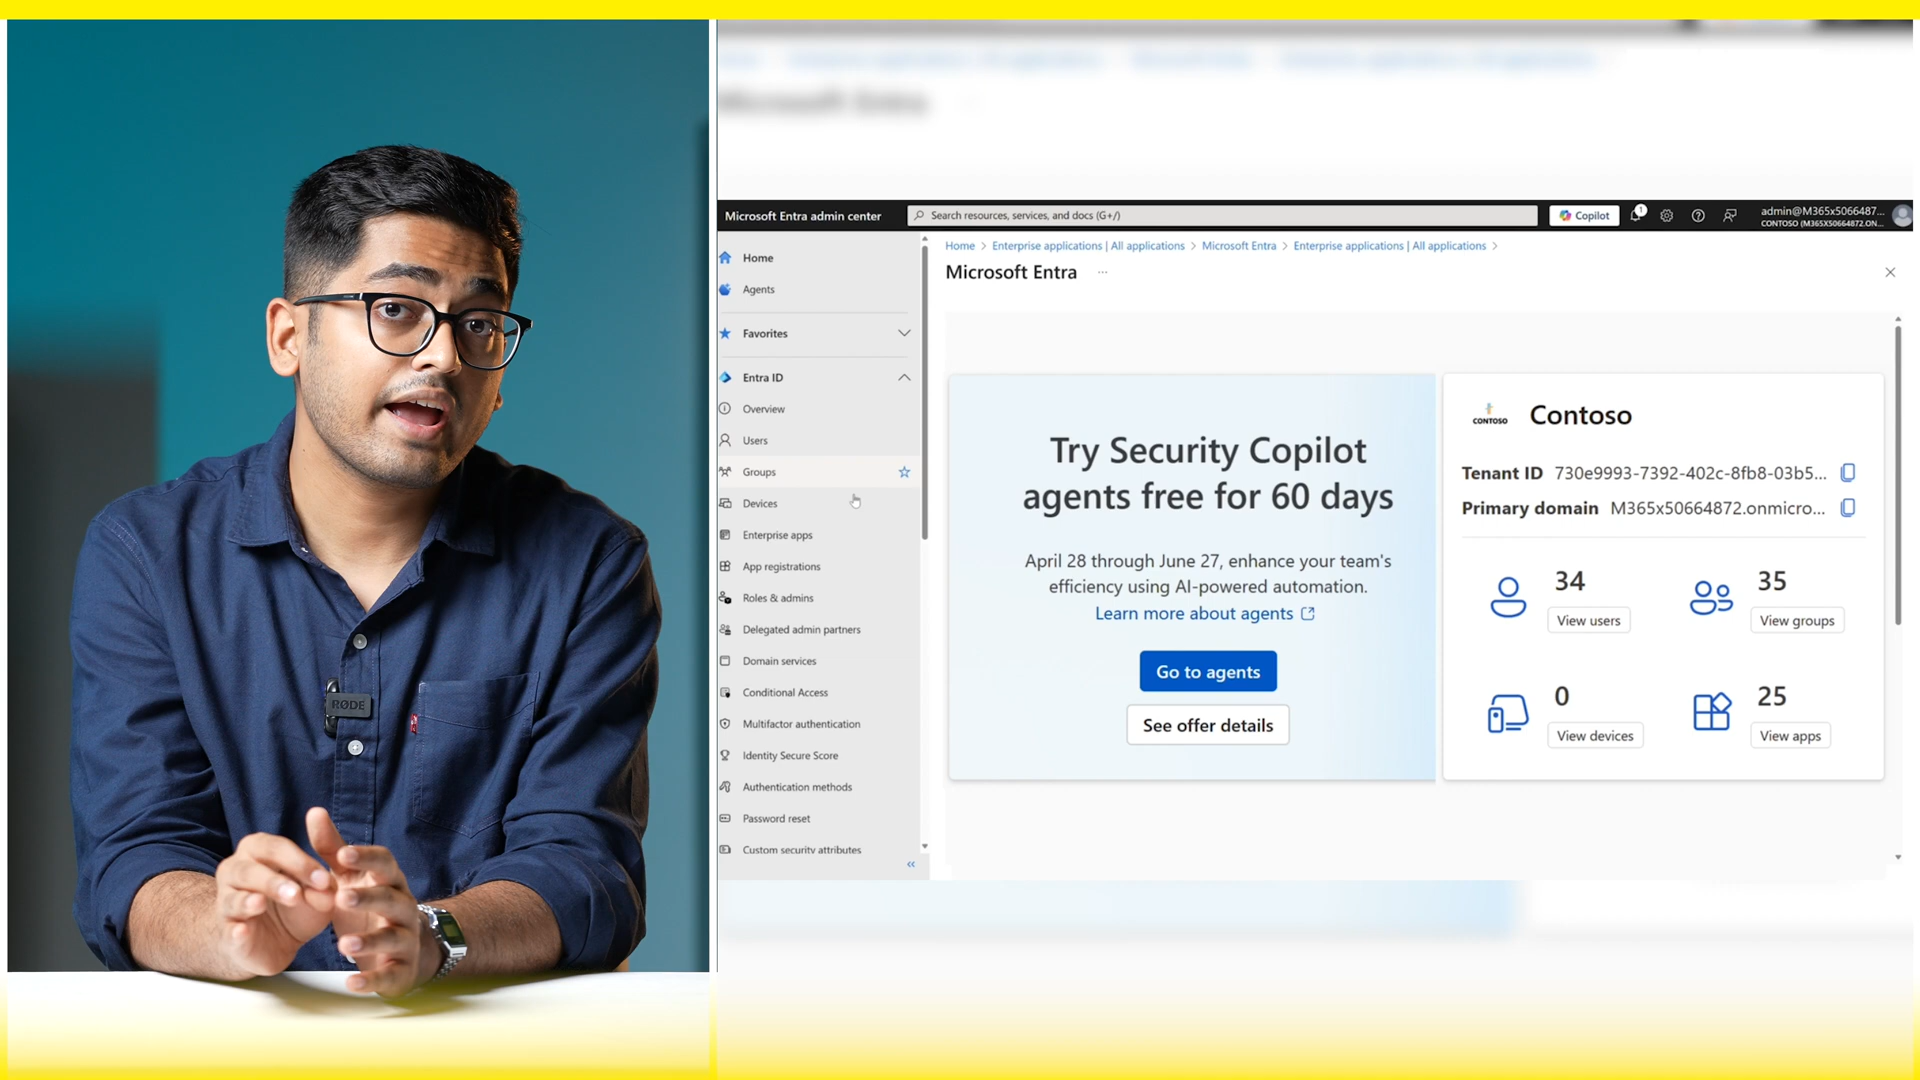 Microsoft Entra
RØDE
Microsoft Entra admin center
Search resources, services, and docs (G+/)
Copilot
1
admin@M365x5066487...
CONTOSO (M365X50664872.ON...
Home
Agents
Favorites
Entra ID
Overview
Users
Groups
Devices
Enterprise apps
App registrations
Roles & admins
Delegated admin partners
Domain services
Conditional Access
Multifactor authentication
Identity Secure Score
Authentication methods
Password reset
Custom security attributes
Home > Enterprise applications | All applications > Microsoft Entra > Enterprise applications | All applications >
Microsoft Entra ...
Try Security Copilot
agents free for 60 days
April 28 through June 27, enhance your team's
efficiency using AI-powered automation.
Learn more about agents
Go to agents
See offer details
CONTOSO
Contoso
Tenant ID 730e9993-7392-402c-8fb8-03b5...
Primary domain M365x50664872.onmicro...
34
View users
35
View groups
0
View devices
25
View apps